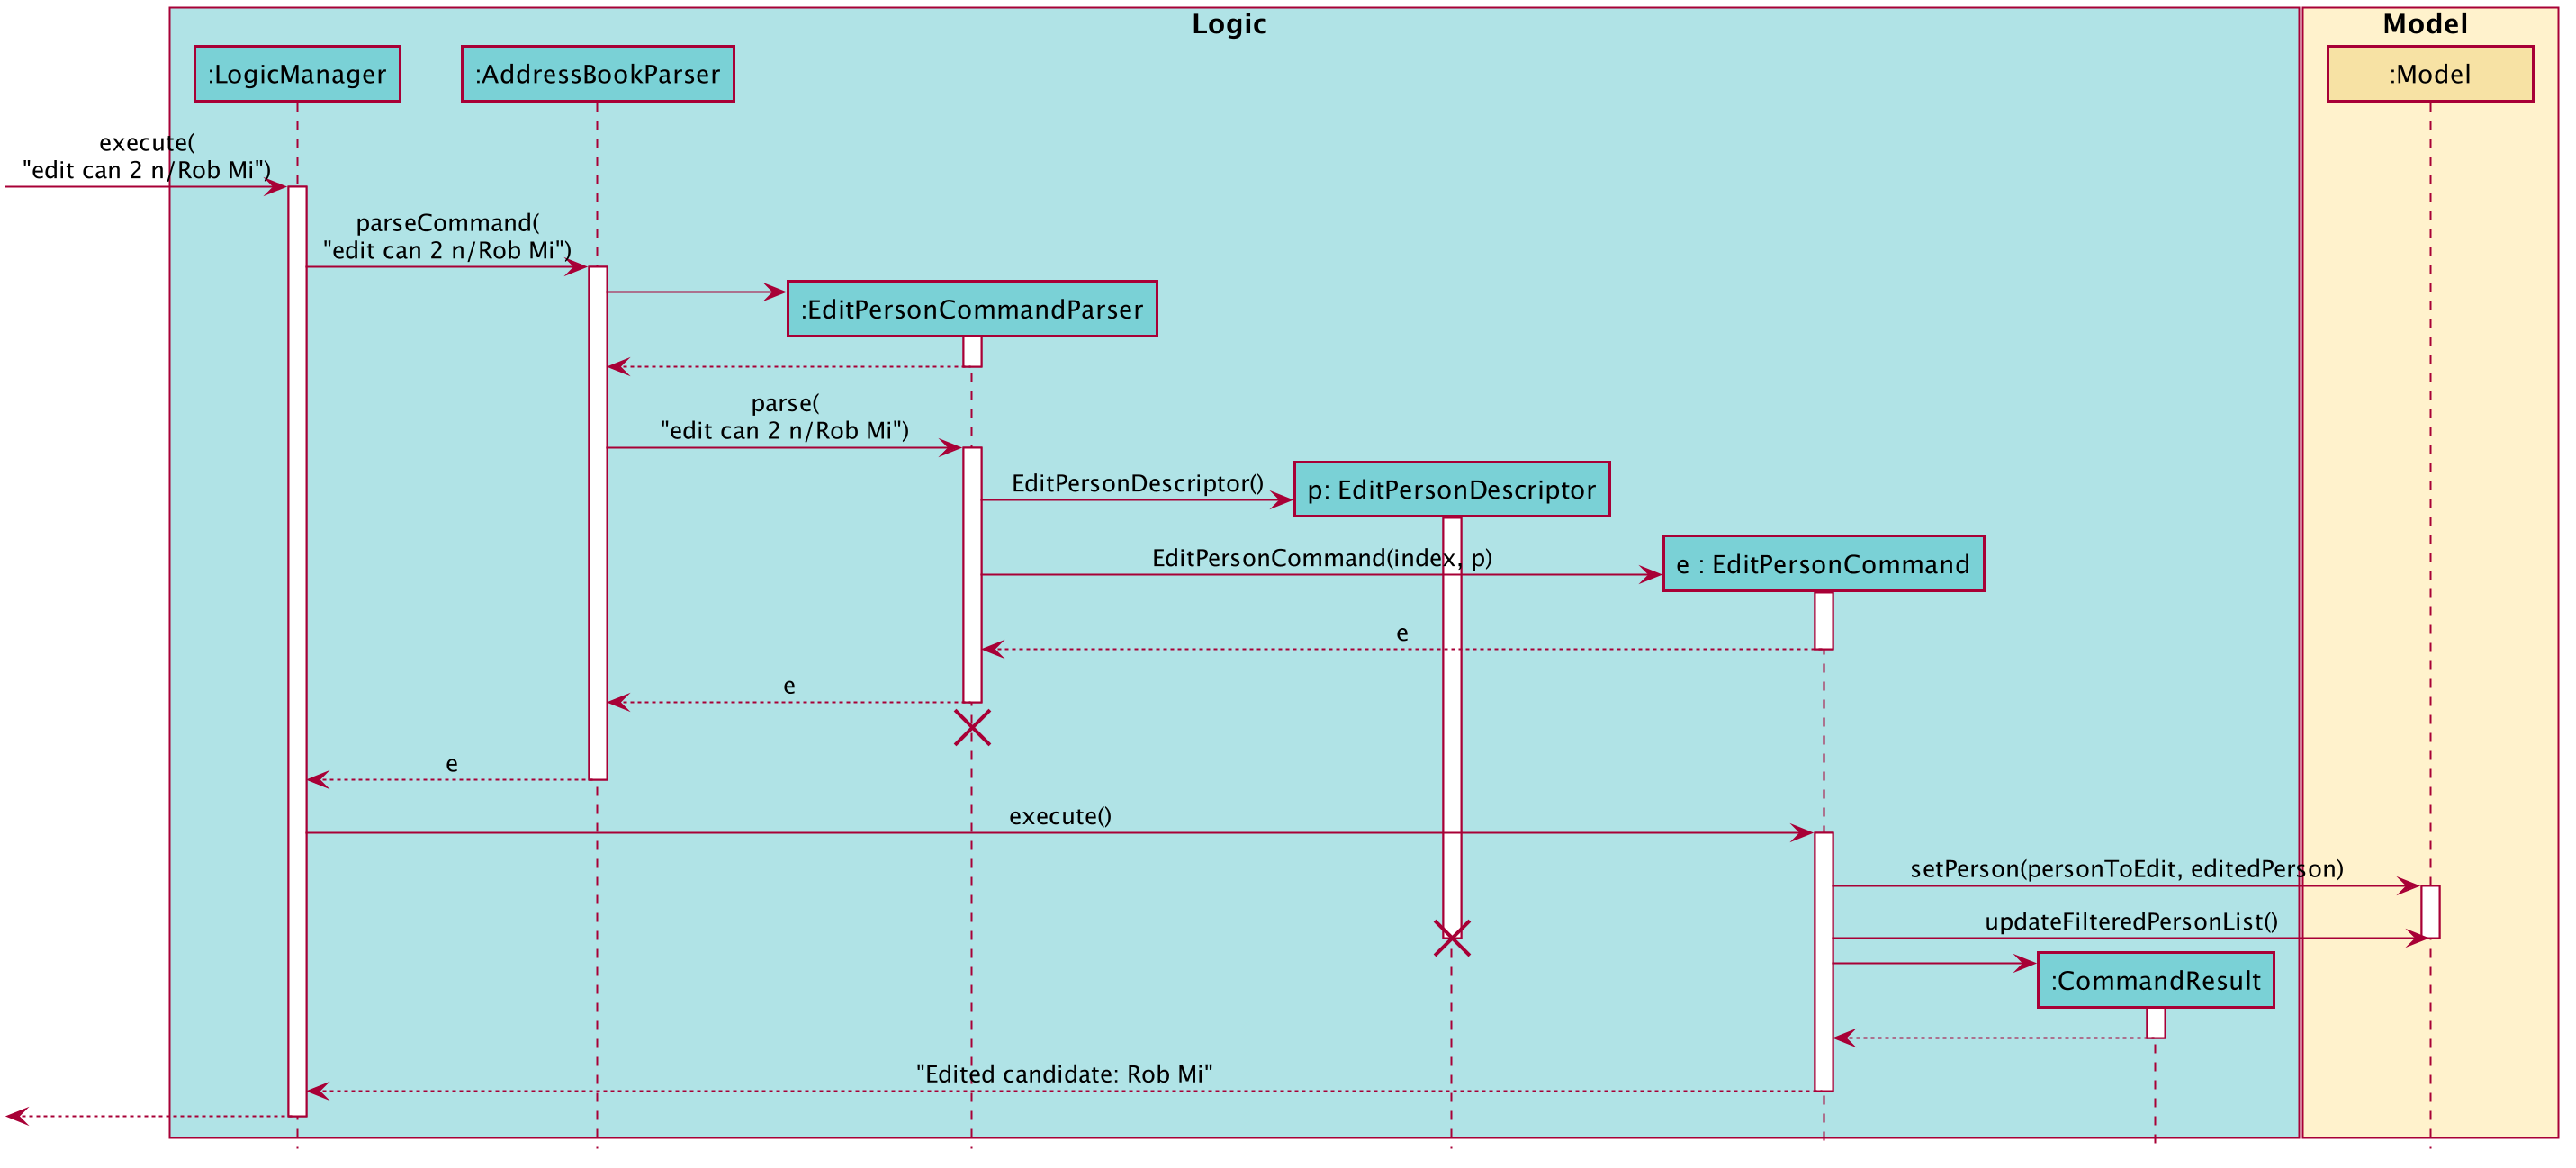 Logic
Model
:LogicManager
:AddressBookParser
:Model
execute(
"edit can 2 n/Rob Mi")
parseCommand(
"edit can 2 n/Rob Mi")
:EditPersonCommandParser
parse(
"edit can 2 n/Rob Mi")
EditPersonDescriptor()
p: EditPersonDescriptor
EditPersonCommand(index, p)
e : EditPersonCommand
e
e
e
execute()
setPerson(personToEdit, editedPerson)
updateFilteredPersonList()
:CommandResult
"Edited candidate: Rob Mi"